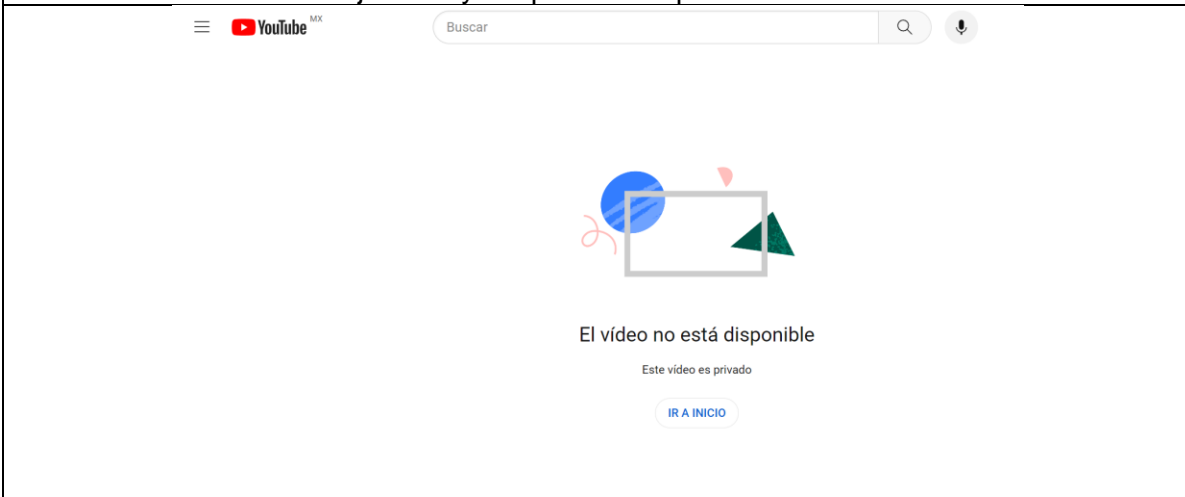 YouTube MX
Buscar
El vídeo no está disponible
Este vídeo es privado
IR A INICIO